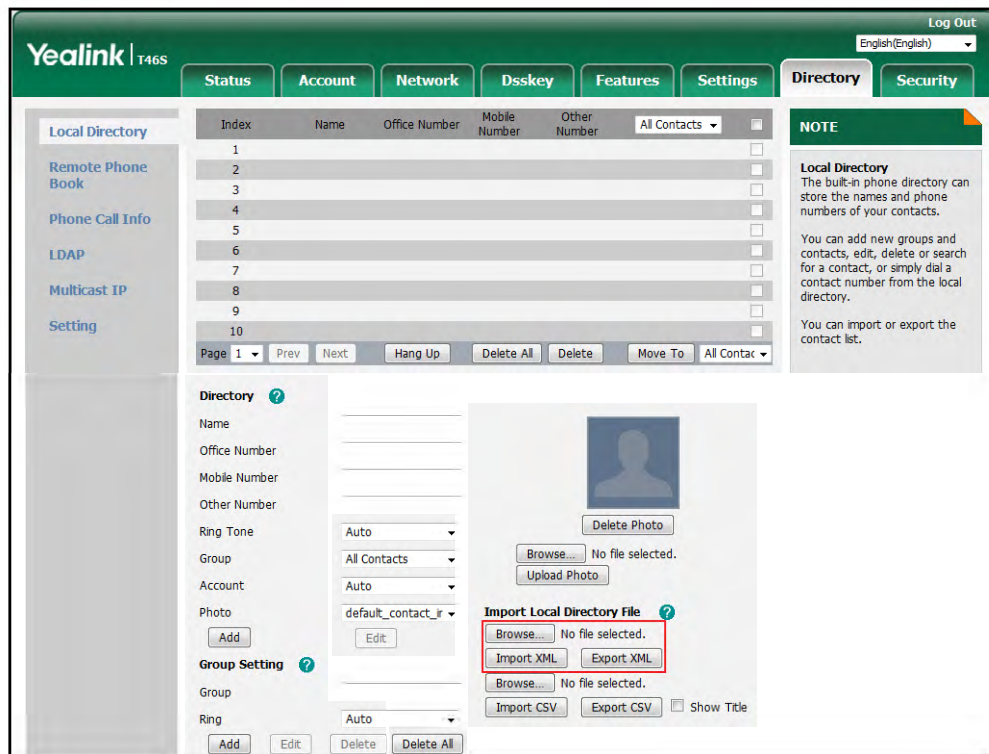 Log Out
Yealink T46S
English(English)
Status Account Network Dsskey Features Settings Directory Security
Local Directory
Remote Phone
Book
Phone Call Info
LDAP
Multicast IP
Setting
Index Name Office Number Mobile Number Other Number All Contacts
1
2
3
4
5
6
7
8
9
10
Page 1 Prev Next Hang Up Delete All Delete Move To All Contac
NOTE
Local Directory
The built-in phone directory can
store the names and phone
numbers of your contacts.
You can add new groups and
contacts, edit, delete or search
for a contact, or simply dial a
contact number from the local
directory.
You can import or export the
contact list.
Directory ?
Name
Office Number
Mobile Number
Other Number
Ring Tone Auto
Group All Contacts
Account Auto
Photo default_contact_ir
Add Edit
Group Setting ?
Group
Ring Auto
Add Edit Delete Delete All
Delete Photo
Browse... No file selected.
Upload Photo
Import Local Directory File ?
Browse... No file selected.
Import XML Export XML
Browse... No file selected.
Import CSV Export CSV Show Title